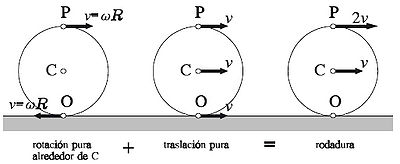 P P P
v=ωR v 2v
C C v C v
v=ωR O O v O
rotación pura
alrededor de C + traslación pura = rodadura